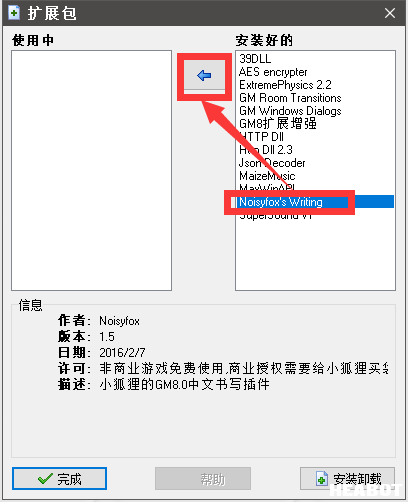 扩展包
使用中
安装好的
39DLL
AES encrypter
ExtremePhysics 2.2
GM Room Transitions
GM Windows Dialogs
GM8扩展增强
HTTP Dll
Dll 2.3
Json Decoder
MaizeMusic
MaxWinAPI
Noisyfox's Writing
SuperSound V1
信息
作者: Noisyfox
版本: 1.5
日期: 2016/2/7
许可: 非商业游戏免费使用,商业授权需要给小狐狸买
描述: 小狐狸的GM8.0中文书写插件
完成
帮助
安装卸载